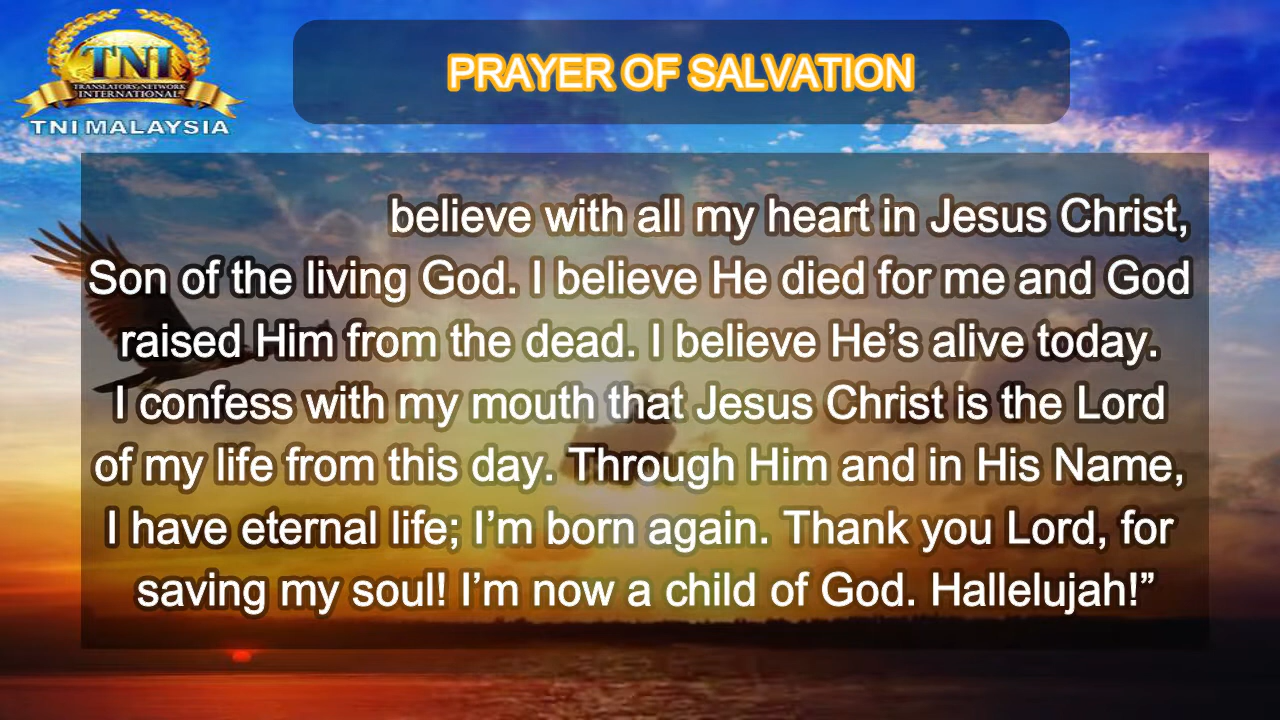 TNI
TRANSLATORS NETWORK
INTERNATIONAL
TNI MALAYSIA
PRAYER OF SALVATION
believe with all my heart in Jesus Christ,
Son of the living God. I believe He died for me and God
raised Him from the dead. I believe He’s alive today.
I confess with my mouth that Jesus Christ is the Lord
of my life from this day. Through Him and in His Name,
I have eternal life; I’m born again. Thank you Lord, for
saving my soul! I’m now a child of God. Hallelujah!”